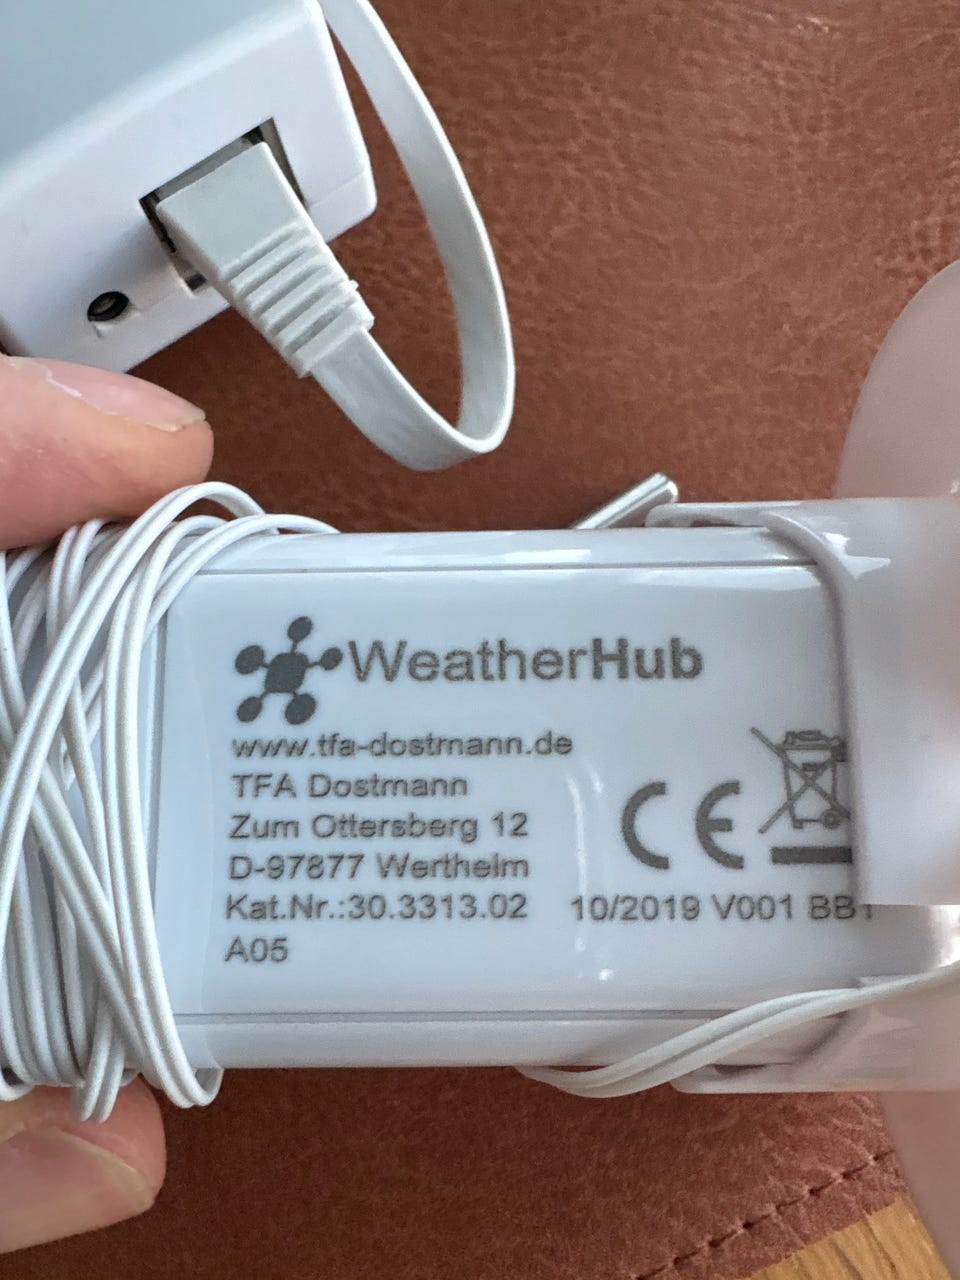 WeatherHub
www.tfa-dostmann.de
TFA Dostmann
Zum Ottersberg 12
D-97877 Wertheim
Kat.Nr.:30.3313.02 10/2019 V001 BB1
A05
CE